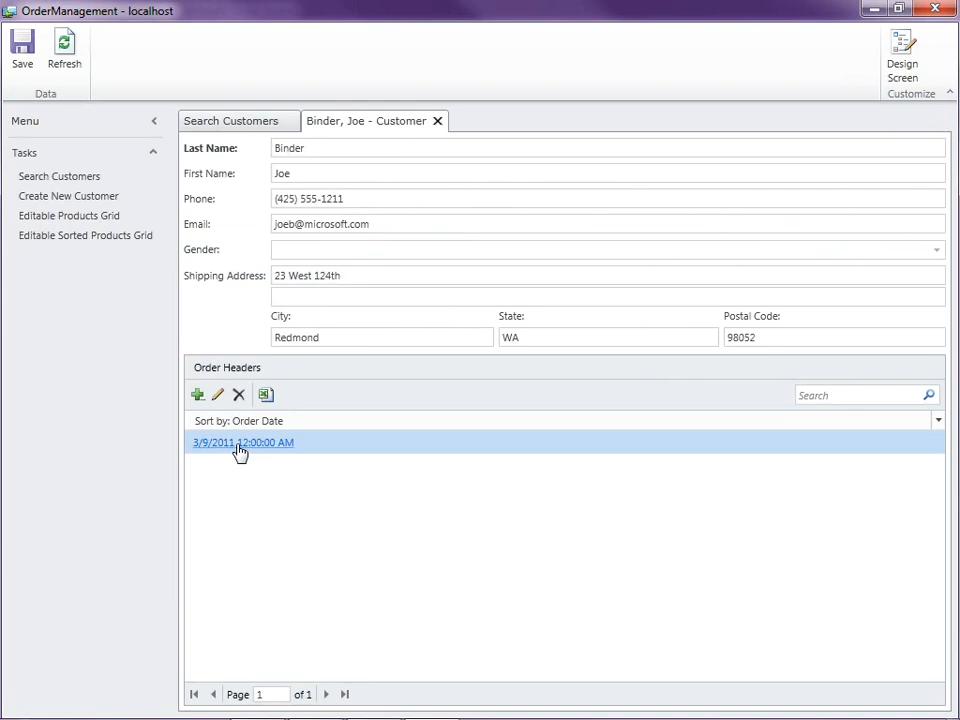 OrderManagement - localhost
Save
Refresh
Design
Screen
Data
Customize
Menu
Search Customers
Binder, Joe - Customer
Tasks
Search Customers
Create New Customer
Editable Products Grid
Editable Sorted Products Grid
Last Name: Binder
First Name: Joe
Phone: (425) 555-1211
Email: joeb@microsoft.com
Gender:
Shipping Address: 23 West 124th
City: State: Postal Code:
Redmond WA 98052
Order Headers
Search
Sort by: Order Date
3/9/2011 12:00:00 AM
Page 1 of 1